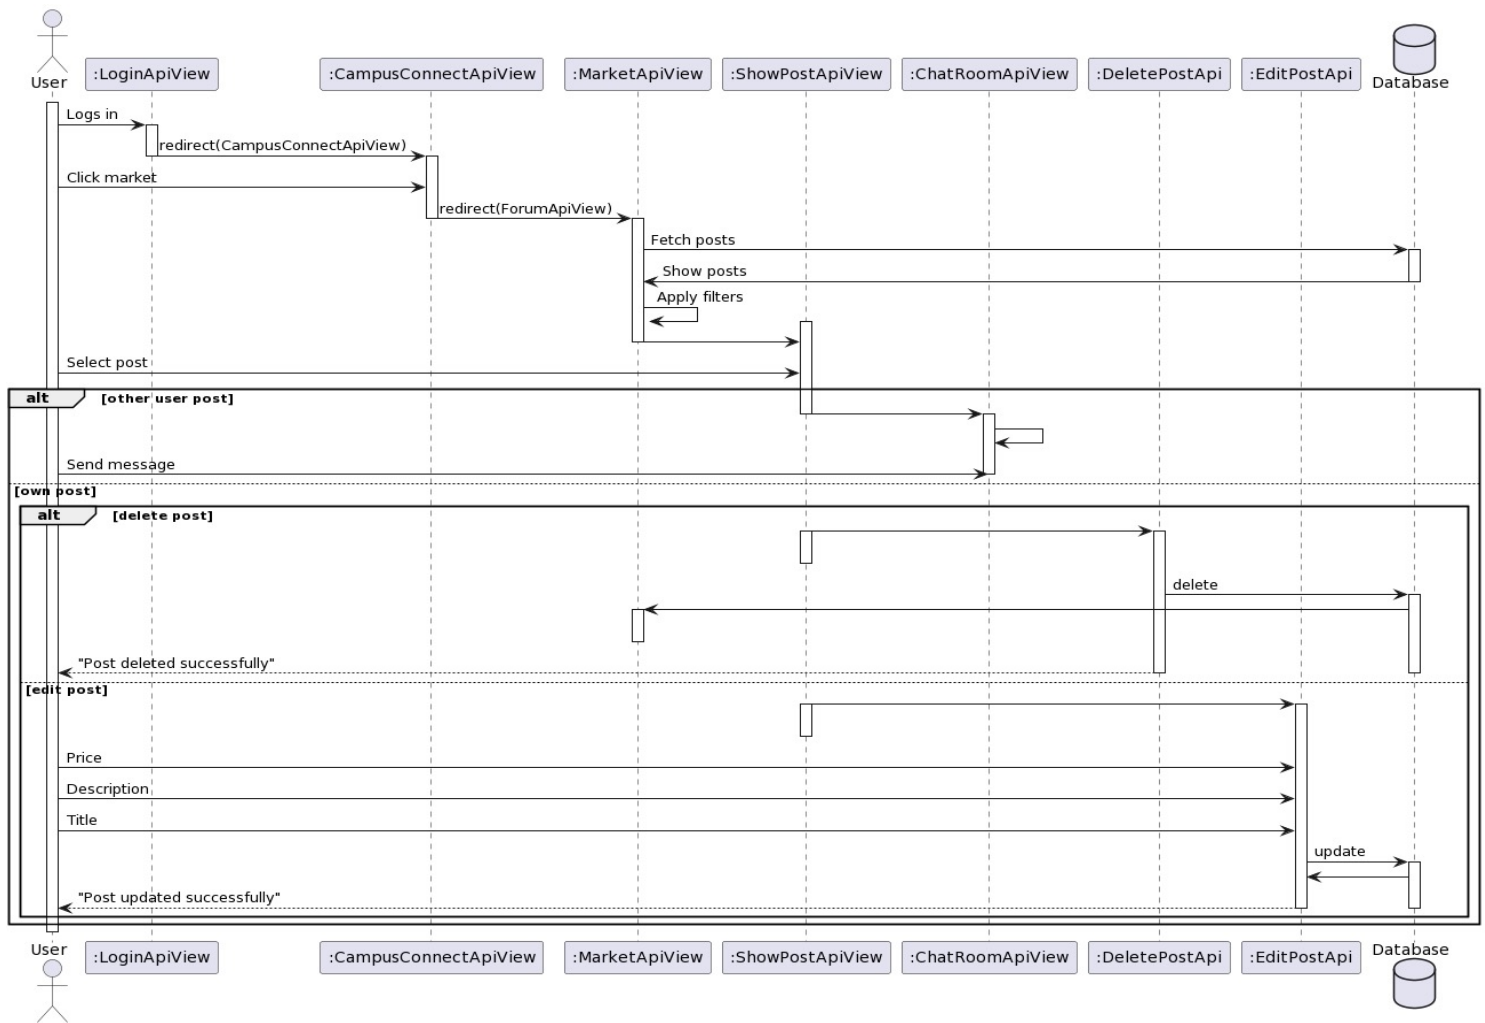 User
:LoginApiView
:CampusConnectApiView
:MarketApiView
:ShowPostApiView
:ChatRoomApiView
:DeletePostApi
:EditPostApi
Database
Logs in
redirect(CampusConnectApiView)
Click market
redirect(ForumApiView)
Fetch posts
Show posts
Apply filters
Select post
alt [other user post]
Send message
[own post]
alt [delete post]
delete
"Post deleted successfully"
[edit post]
Price
Description
Title
update
"Post updated successfully"
User
:LoginApiView
:CampusConnectApiView
:MarketApiView
:ShowPostApiView
:ChatRoomApiView
:DeletePostApi
:EditPostApi
Database